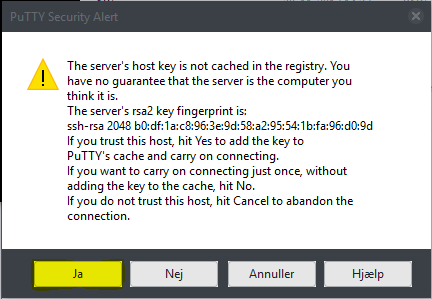 PuTTY Security Alert
The server's host key is not cached in the registry. You
have no guarantee that the server is the computer you
think it is.
The server's rsa2 key fingerprint is:
ssh-rsa 2048 b0:df:1a:c8:96:3e:9d:58:a2:95:54:1b:fa:96:d0:9d
If you trust this host, hit Yes to add the key to
PuTTY's cache and carry on connecting.
If you want to carry on connecting just once, without
adding the key to the cache, hit No.
If you do not trust this host, hit Cancel to abandon the
connection.
Ja Nej Annuller Hjælp